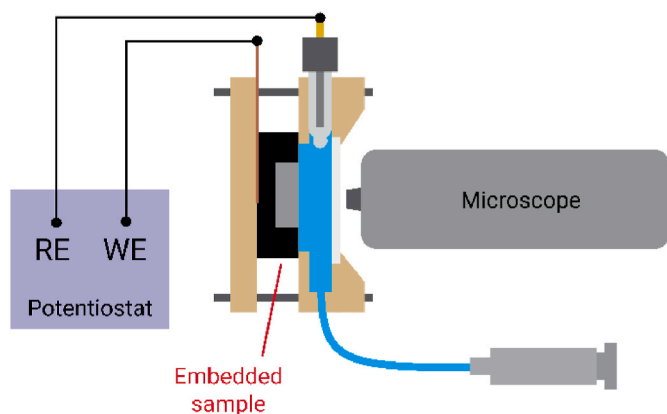 Microscope
RE WE
Potentiostat
Embedded
sample